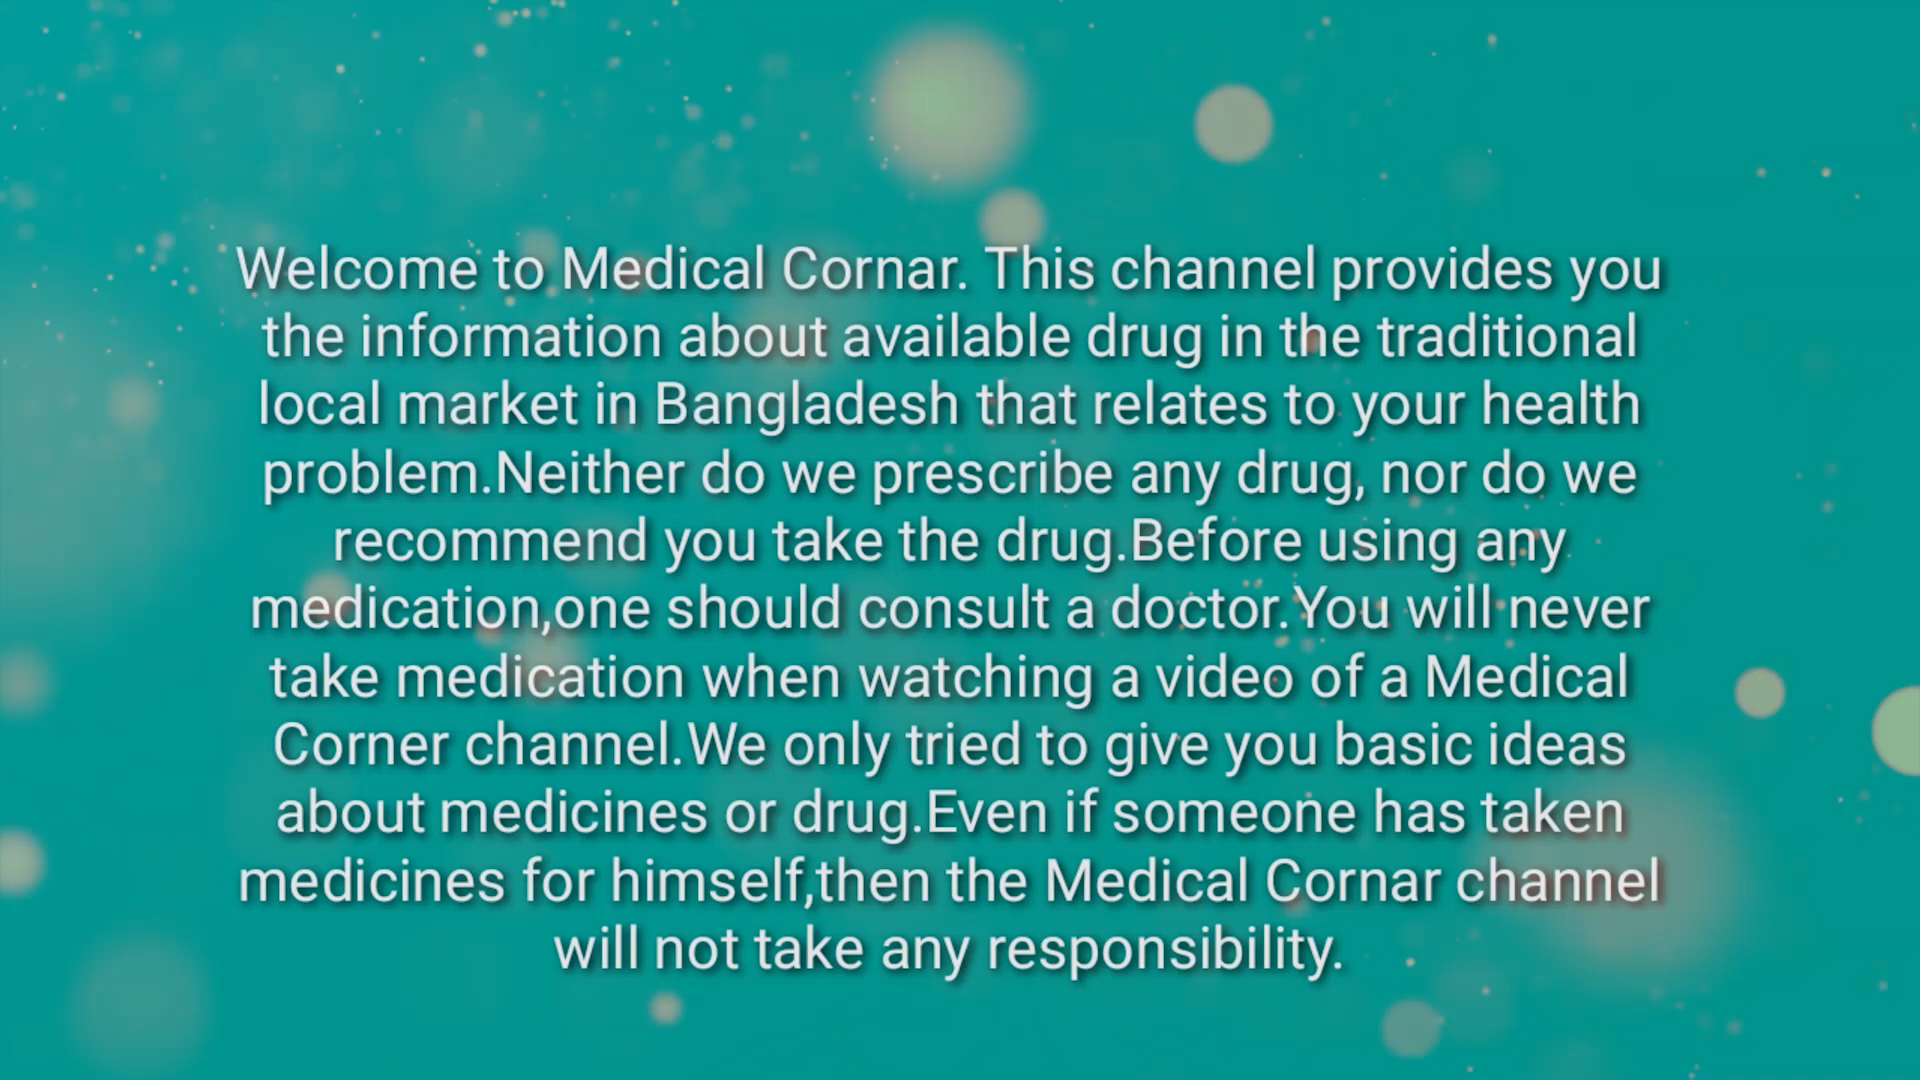 Welcome to Medical Cornar. This channel provides you
the information about available drug in the traditional
local market in Bangladesh that relates to your health
problem.Neither do we prescribe any drug, nor do we
recommend you take the drug.Before using any
medication,one should consult a doctor.You will never
take medication when watching a video of a Medical
Corner channel.We only tried to give you basic ideas
about medicines or drug.Even if someone has taken
medicines for himself,then the Medical Cornar channel
will not take any responsibility.